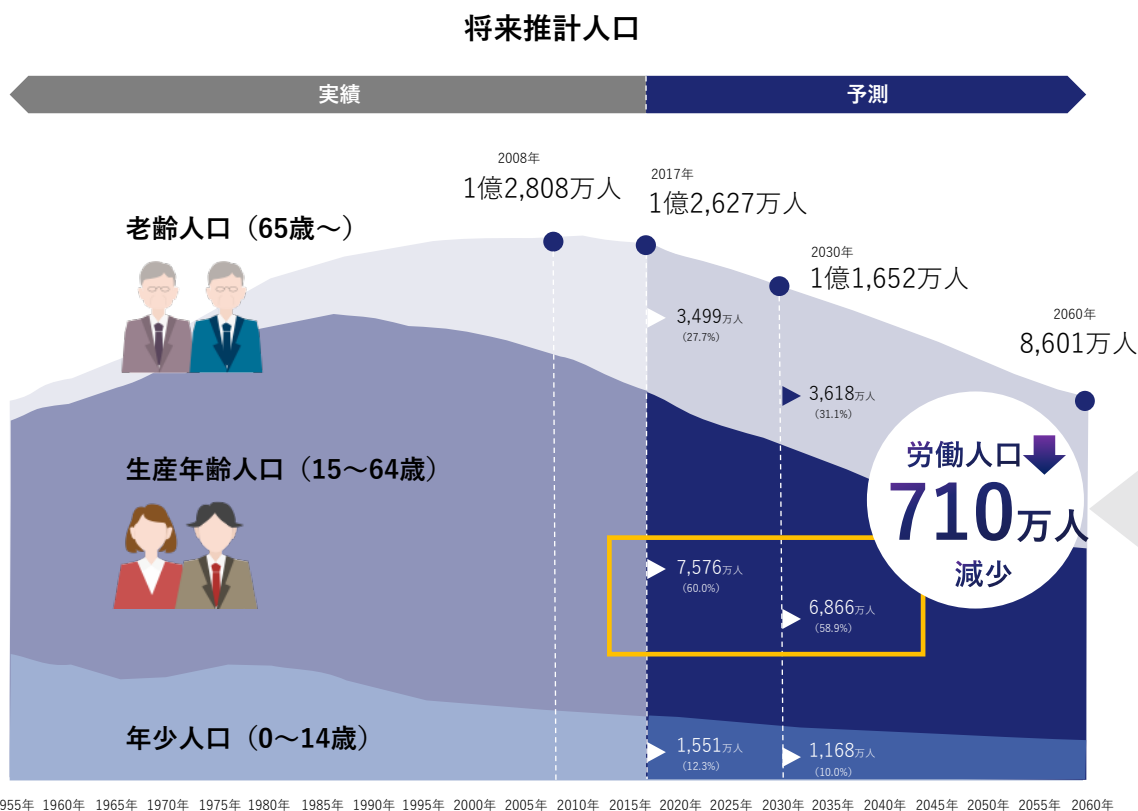 将来推計人口
実績
予測
2008年
1億2,808万人
2017年
1億2,627万人
2030年
1億1,652万人
2060年
8,601万人
老齢人口（65歳〜）
3,499万人
（27.7%）
3,618万人
（31.1%）
労働人口
710万人
減少
生産年齢人口（15〜64歳）
7,576万人
（60.0%）
6,866万人
（58.9%）
年少人口（0〜14歳）
1,551万人
（12.3%）
1,168万人
（10.0%）
955年 1960年 1965年 1970年 1975年 1980年 1985年 1990年 1995年 2000年 2005年 2010年 2015年 2020年 2025年 2030年 2035年 2040年 2045年 2050年 2055年 2060年